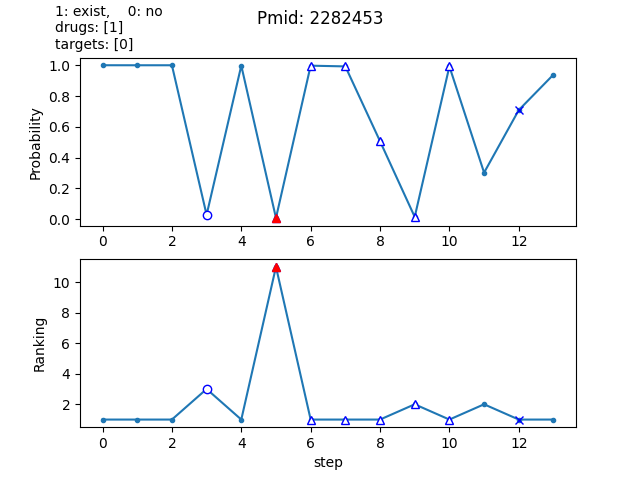 1: exist,    0: no
drugs: [1]
targets: [0]
Pmid: 2282453
Probability
1.0
0.8
0.6
0.4
0.2
0.0
0 2 4 6 8 10 12
Ranking
10
8
6
4
2
0 2 4 6 8 10 12
step